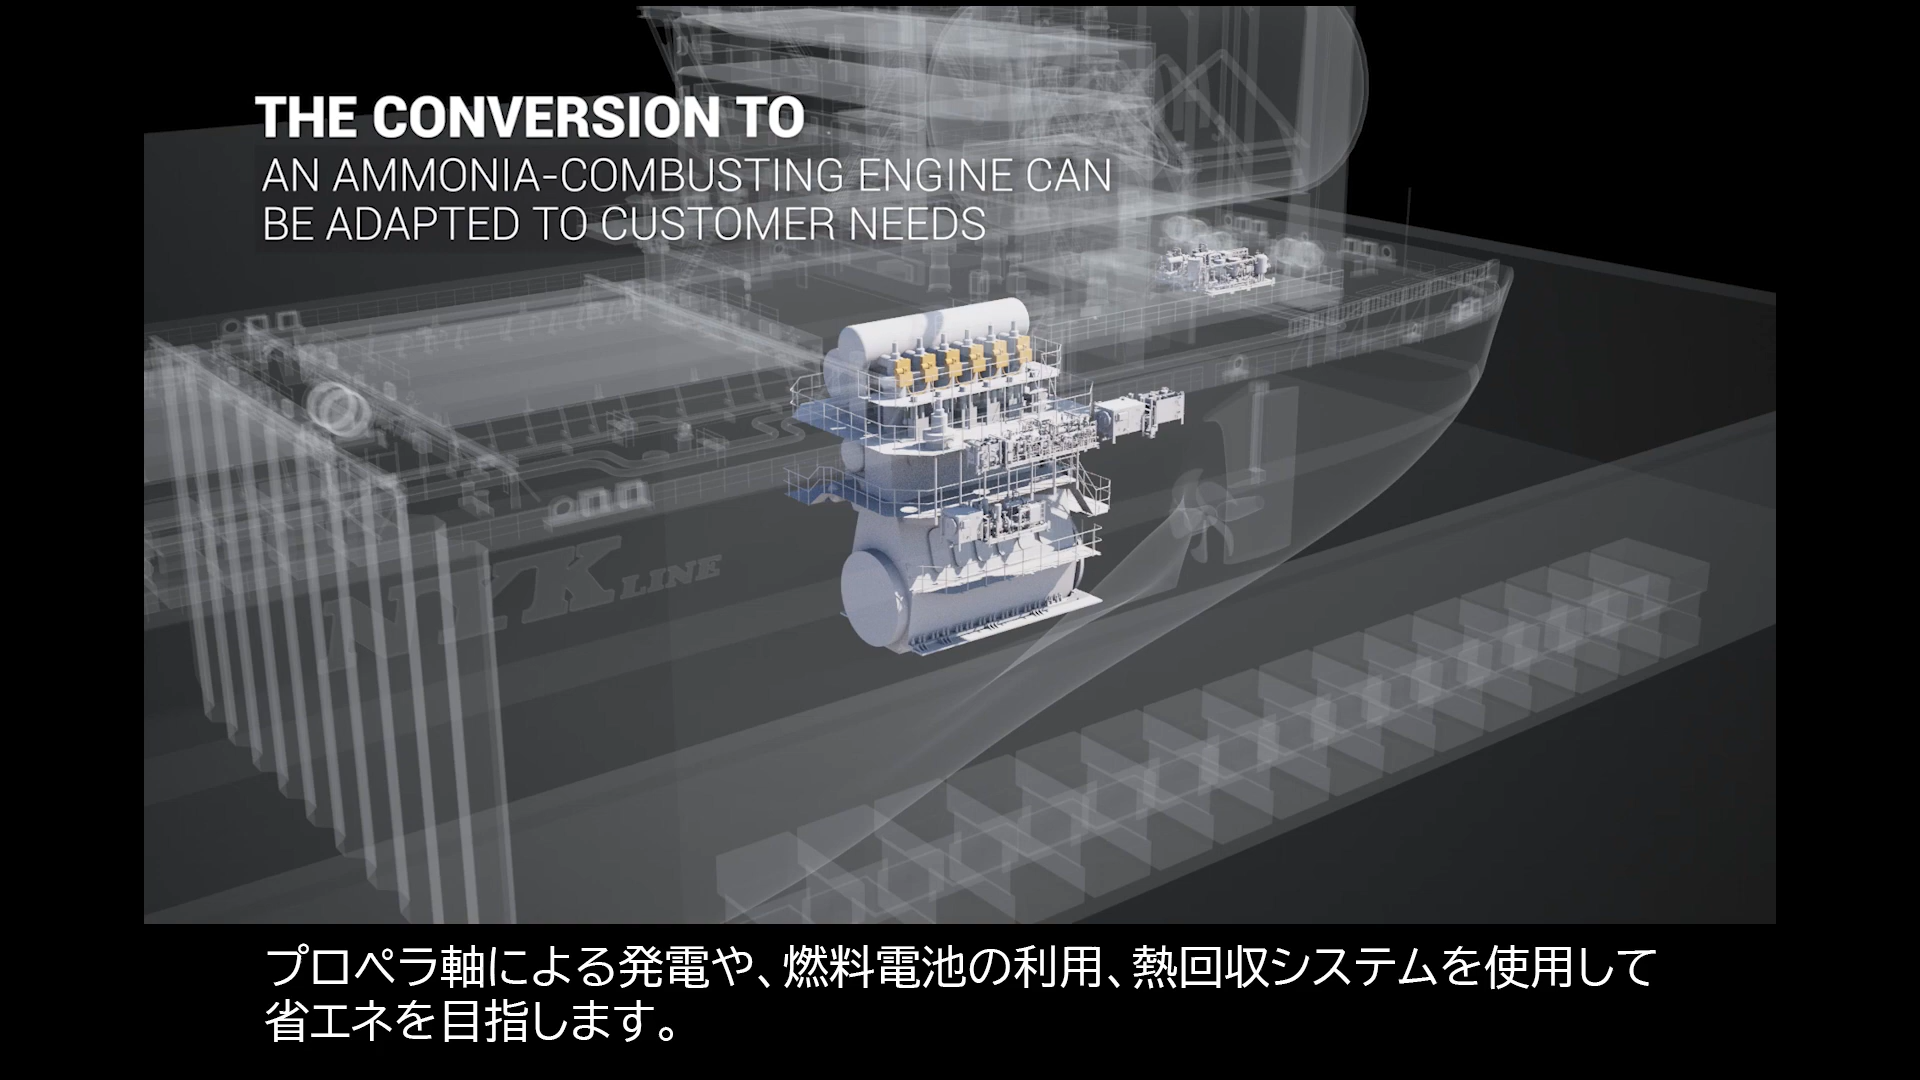 THE CONVERSION TO
AN AMMONIA-COMBUSTING ENGINE CAN
BE ADAPTED TO CUSTOMER NEEDS
NYK LINE
プロペラ軸による発電や、燃料電池の利用、熱回収システムを使用して
省エネを目指します。